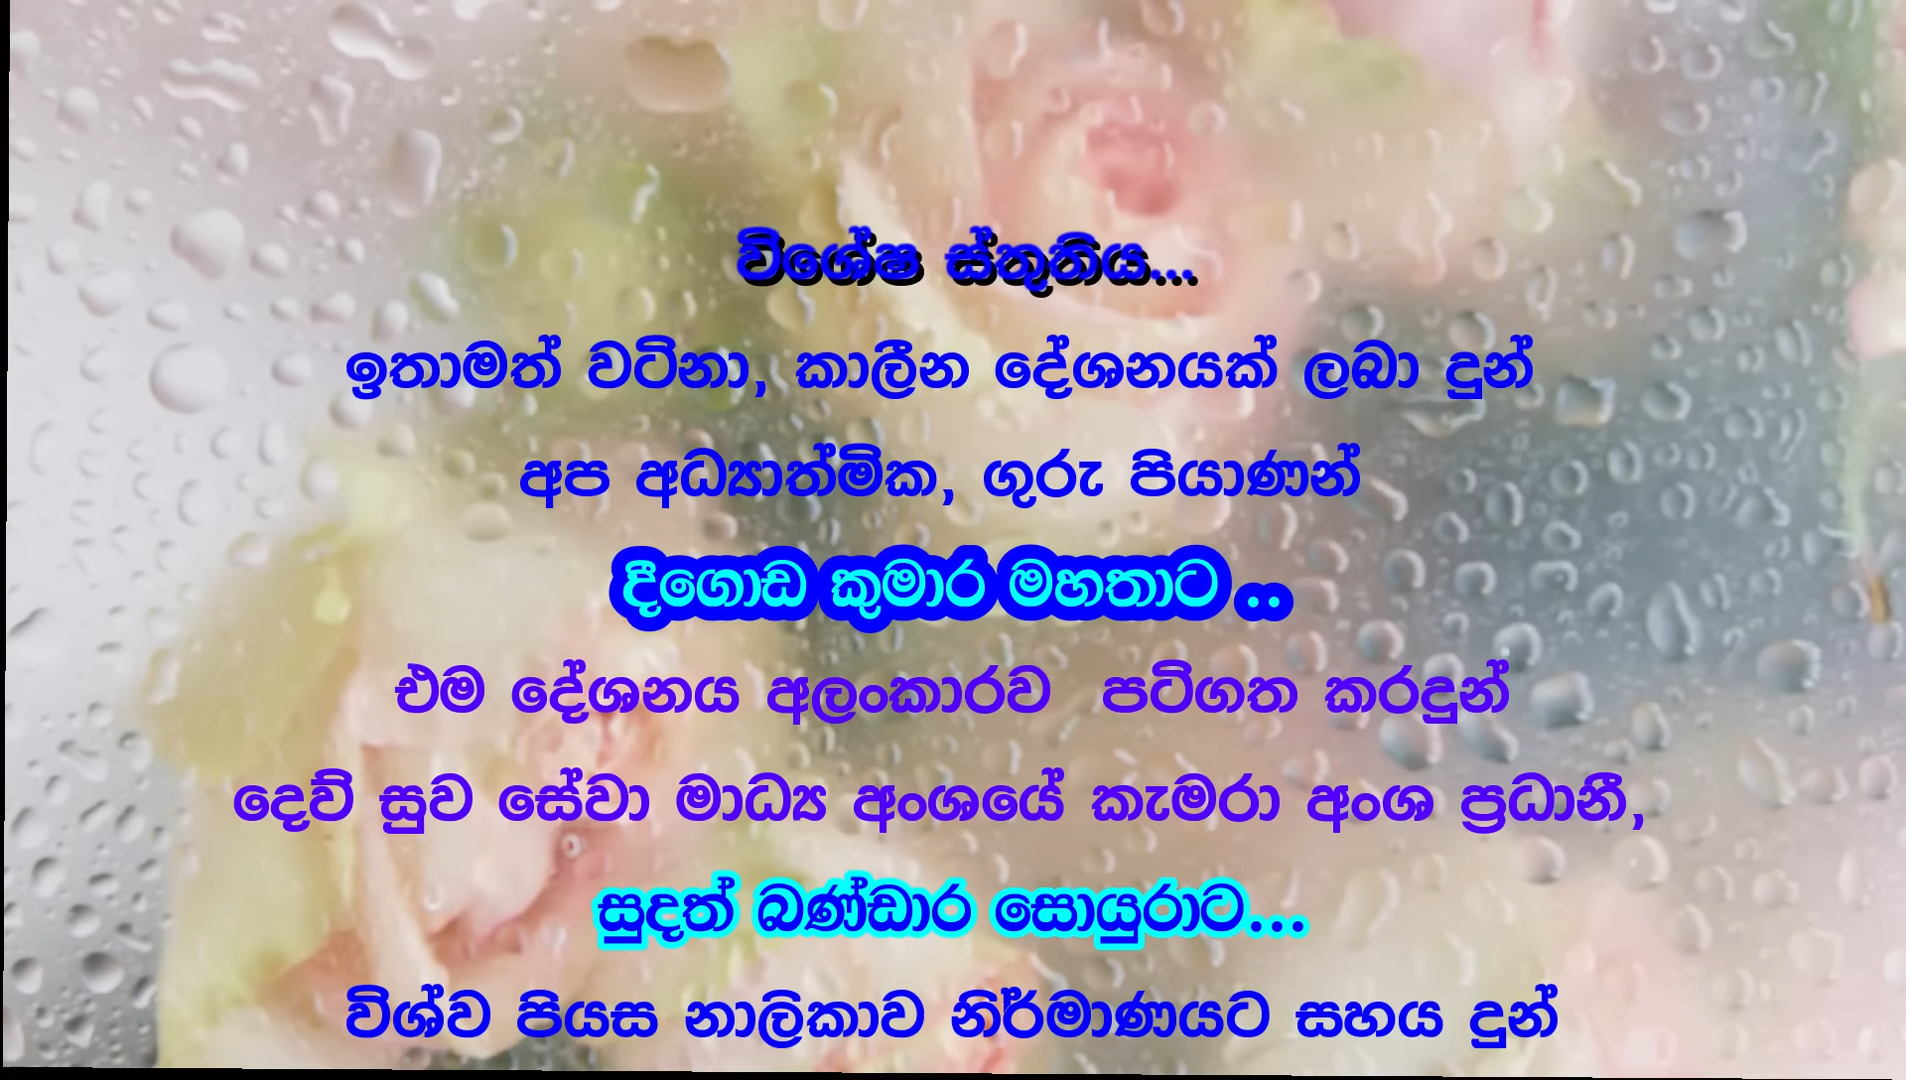 විශේෂ ස්තූතිය...
ඉතාමත් වටිනා, කාලීන දේශනයක් ලබා දුන්
අප අධ්‍යාත්මික, ගුරු පියාණන්
දීගොඩ කුමාර මහතාට ..
එම දේශනය අලංකාරව පටිගත කරදුන්
දෙව් සුව සේවා මාධ්‍ය අංශයේ කැමරා අංශ ප්‍රධානී,
සුදත් බණ්ඩාර සොයුරාට...
විශ්ව පියස නාලිකාව නිර්මාණයට සහය දුන්